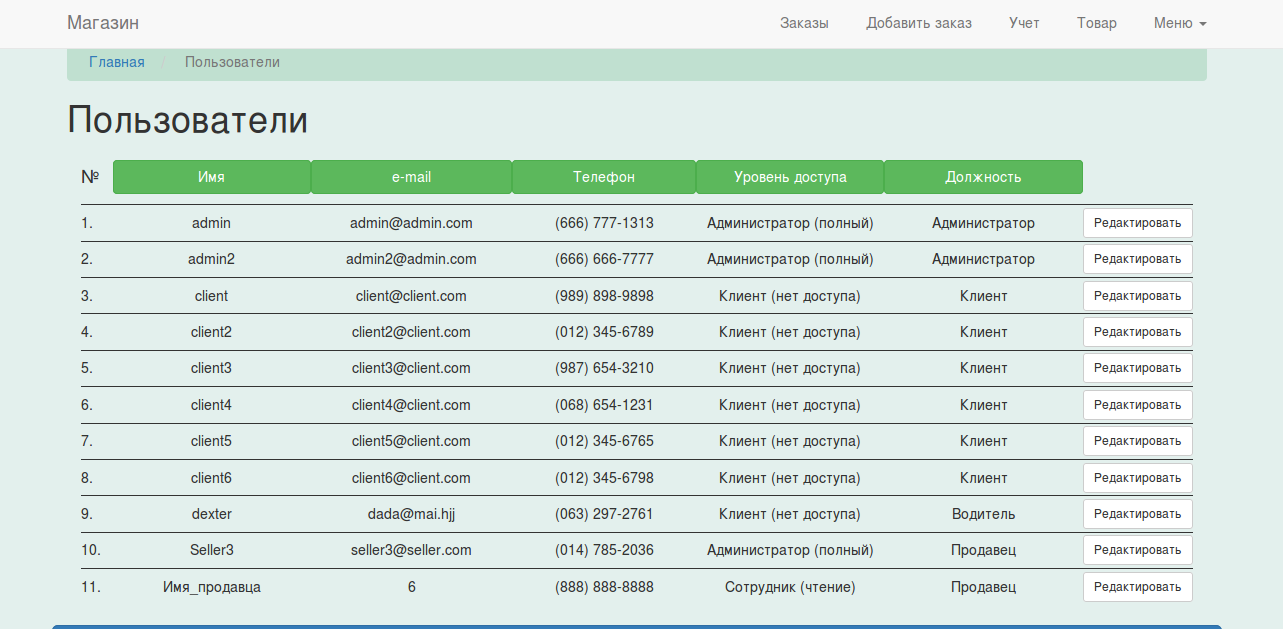 Магазин Заказы Добавить заказ Учет Товар Меню
Главная / Пользователи
Пользователи
№ Имя e-mail Телефон Уровень доступа Должность
1. admin admin@admin.com (666) 777-1313 Администратор (полный) Администратор Редактировать
2. admin2 admin2@admin.com (666) 666-7777 Администратор (полный) Администратор Редактировать
3. client client@client.com (989) 898-9898 Клиент (нет доступа) Клиент Редактировать
4. client2 client2@client.com (012) 345-6789 Клиент (нет доступа) Клиент Редактировать
5. client3 client3@client.com (987) 654-3210 Клиент (нет доступа) Клиент Редактировать
6. client4 client4@client.com (068) 654-1231 Клиент (нет доступа) Клиент Редактировать
7. client5 client5@client.com (012) 345-6765 Клиент (нет доступа) Клиент Редактировать
8. client6 client6@client.com (012) 345-6798 Клиент (нет доступа) Клиент Редактировать
9. dexter dada@mai.hjj (063) 297-2761 Клиент (нет доступа) Водитель Редактировать
10. Seller3 seller3@seller.com (014) 785-2036 Администратор (полный) Продавец Редактировать
11. Имя_продавца 6 (888) 888-8888 Сотрудник (чтение) Продавец Редактировать